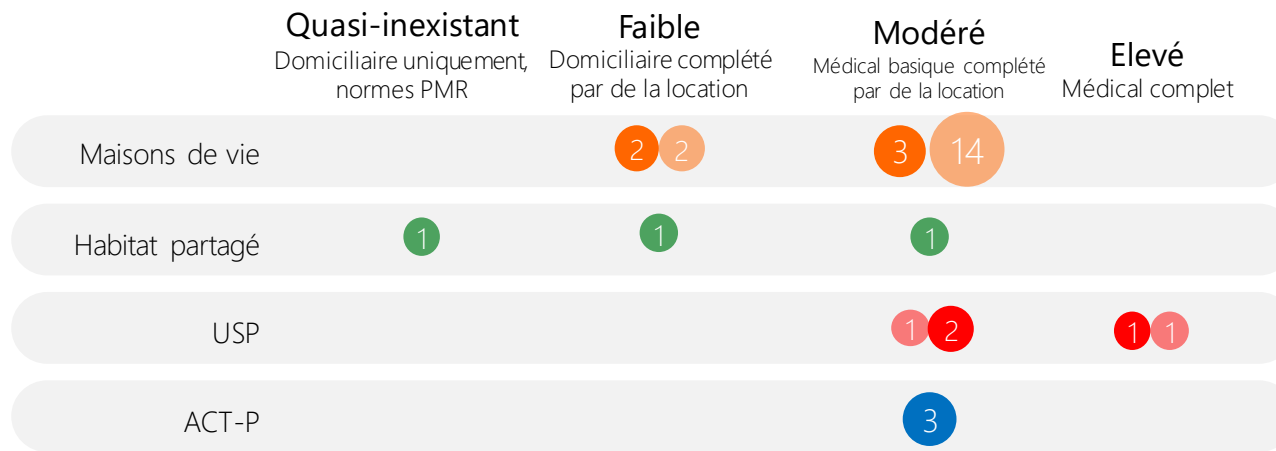 Quasi-inexistant
Domiciliaire uniquement,
normes PMR
Faible
Domiciliaire complété
par de la location
Modéré
Médical basique complété
par de la location
Elevé
Médical complet
Maisons de vie
2 2 3 14
Habitat partagé
1 1 1
USP
1 2 1 1
ACT-P
3